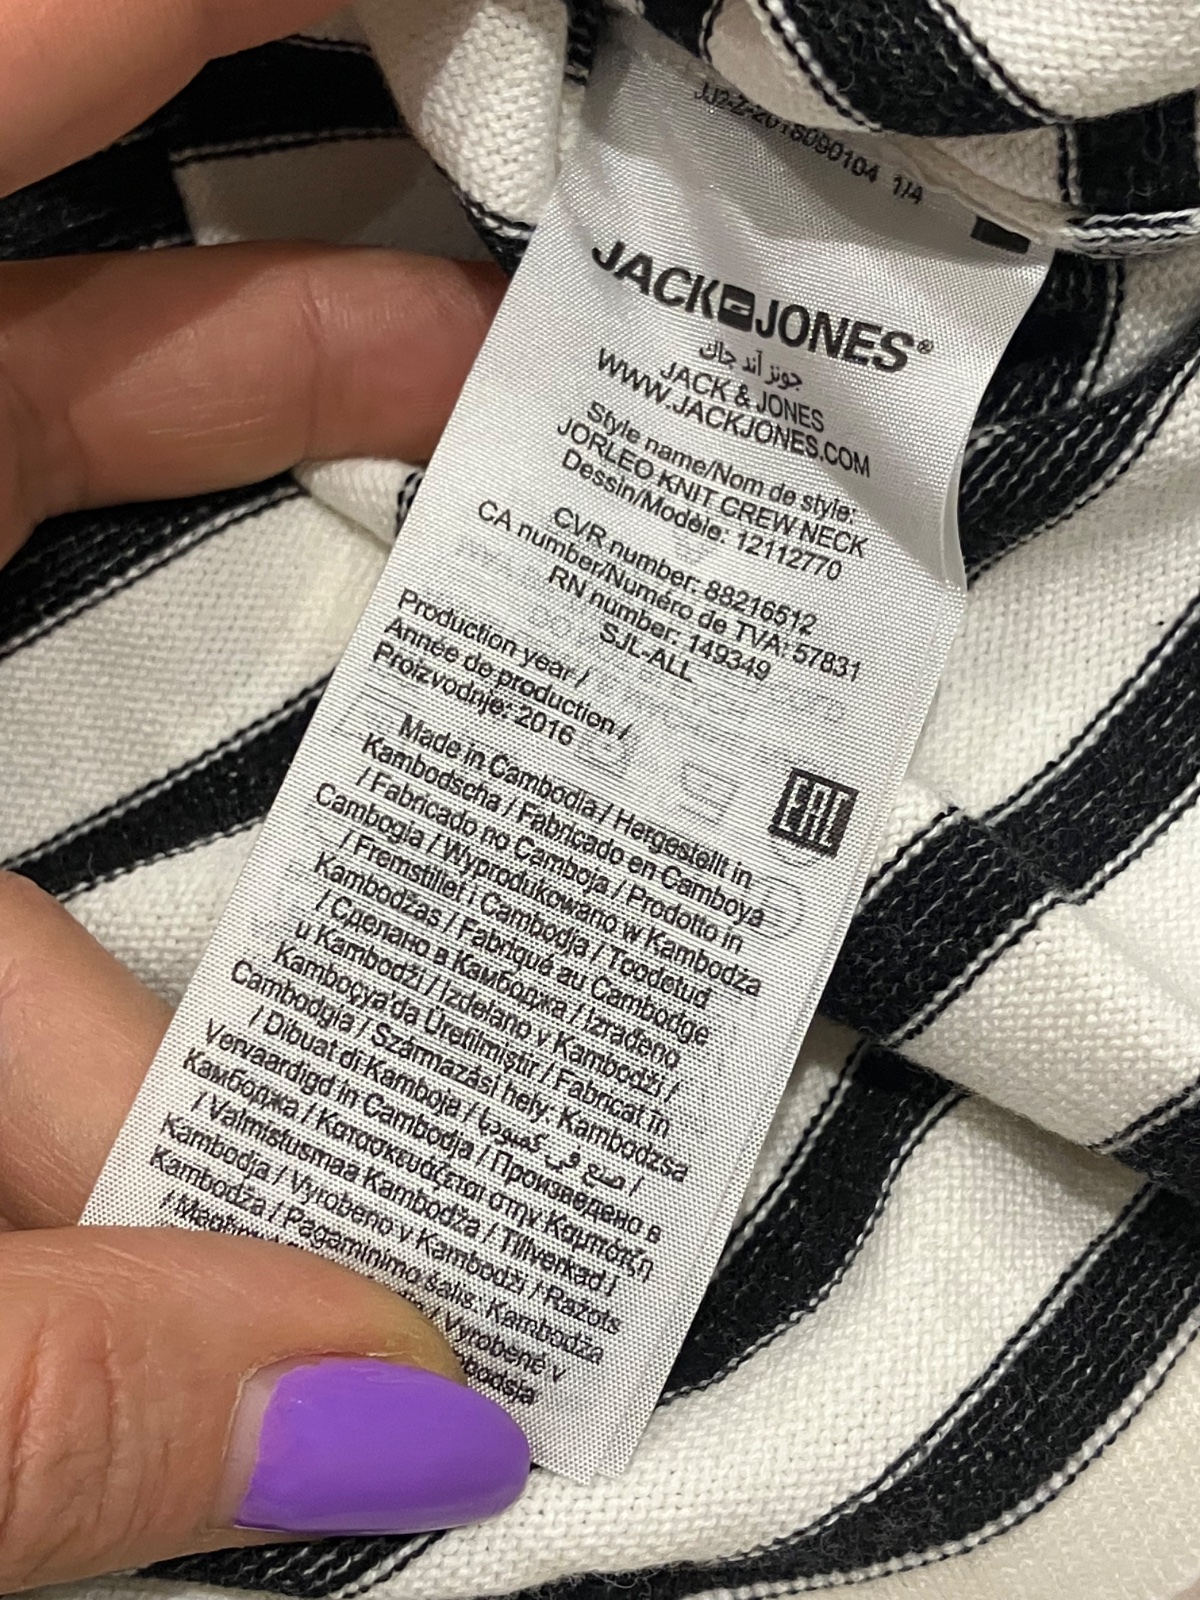 JJ2-Z-2018090104 1/4
JACK JONES®
جونز آند جاك
JACK & JONES
WWW.JACKJONES.COM
Style name/Nom de style:
JORLEO KNIT CREW NECK
Dessin/Modèle: 12112770
CVR number: 88216512
CA number/Numéro de TVA: 57831
RN number: 149349
SJL-ALL
Production year /
Année de production /
Proizvodnje: 2016
EAC
Made in Cambodia / Hergestellt in
Kambodscha / Fabricado en Camboya
/ Fabricado no Camboja / Prodotto in
Cambogia / Wyprodukowano w Kambodża
/ Fremstillet i Cambodja / Toodetud
Kambodžas / Fabriqué au Cambodge
/ Сделано в Камбоджа / Izrađeno
u Kambodži / Izdelano v Kambodži /
Kamboçya'da Üretilmiştir / Fabricat în
Cambodgia / Származási hely: Kambodzsa
/ Dibuat di Kamboja / صنع في كمبوديا /
Vervaardigd in Cambodja / Произведено в
Камбоджа / Κατασκευάζεται στην Καμπότζη
/ Valmistusmaa Kambodža / Tillverkad i
Kambodja / Vyrobeno v Kambodži / Ražots
Kambodža / Pagaminimo šalis: Kambodža
/ Vyrobené v